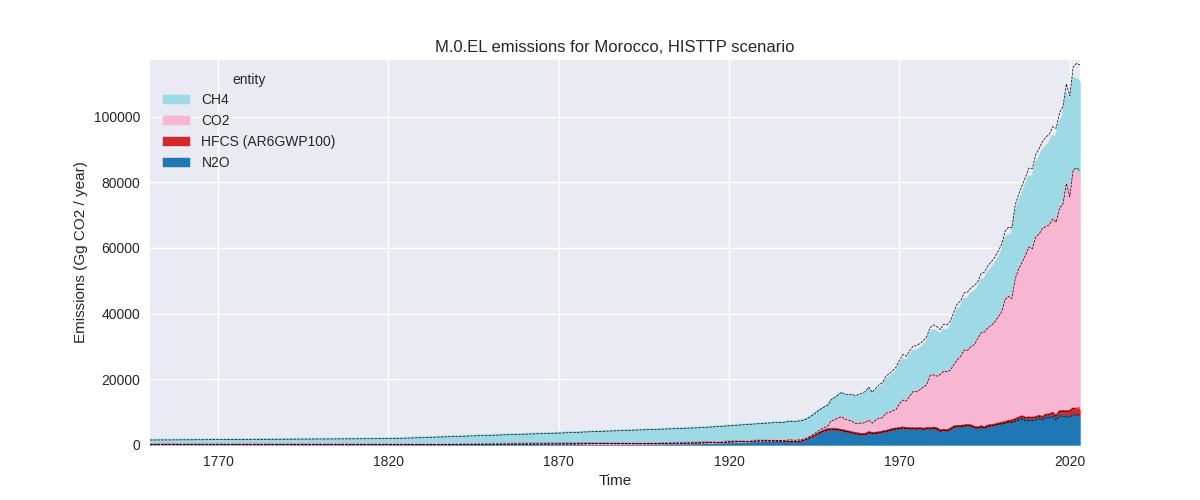 M.0.EL emissions for Morocco, HISTTP scenario
entity
CH4
CO2
HFCS (AR6GWP100)
N2O
Emissions (Gg CO2 / year)
100000
80000
60000
40000
20000
0
1770
1820
1870
1920
1970
2020
Time